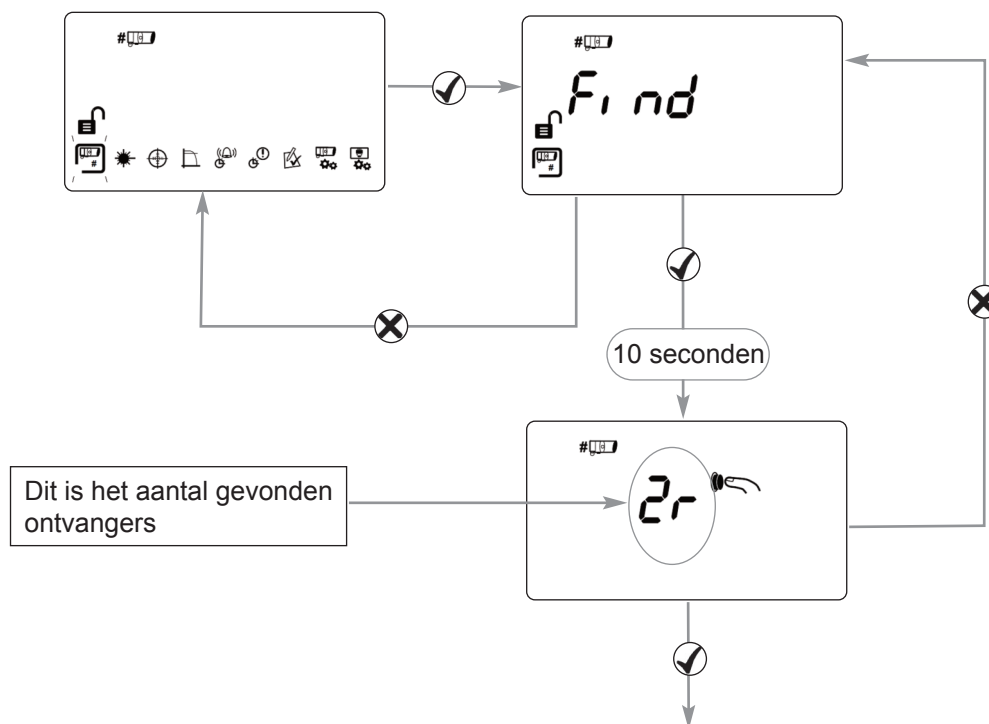 #
#
Find
#
#
10 seconden
#
2r
Dit is het aantal gevonden
ontvangers